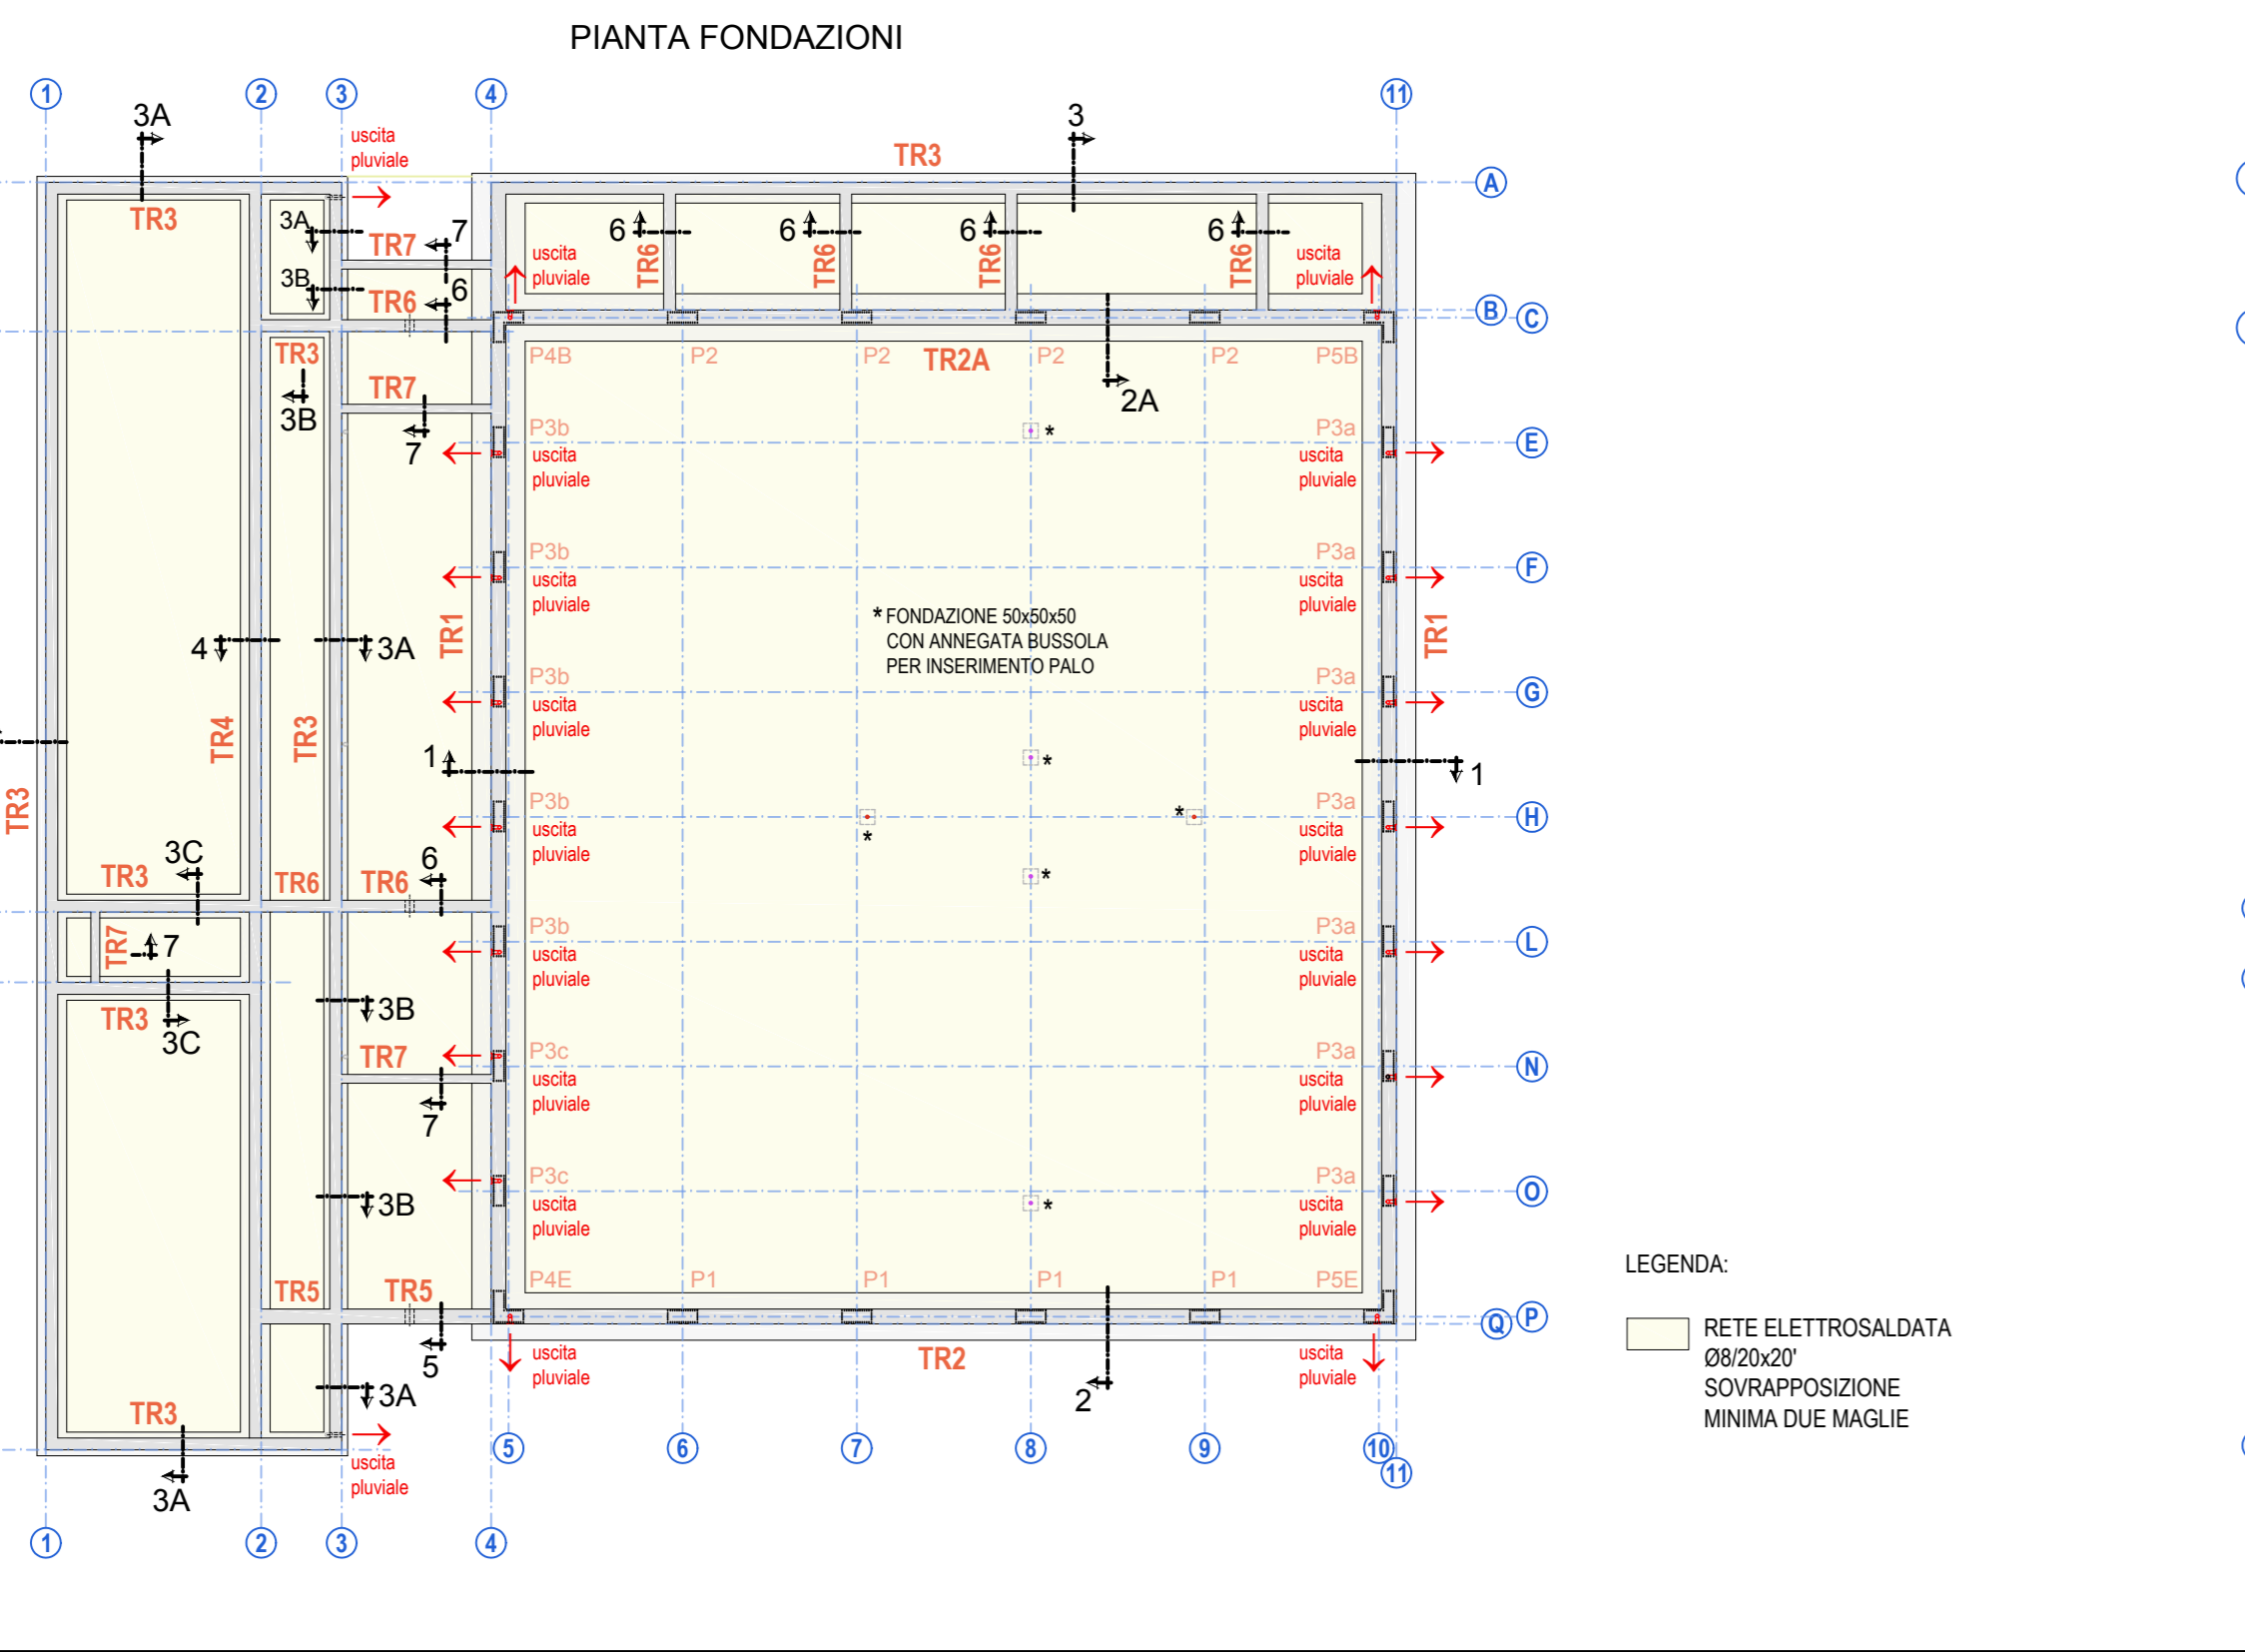 PIANTA FONDAZIONI
1
2
3
4
11
3A
uscita
pluviale
3
TR3
A
TR3
3A
TR7
7
6
6
6
6
uscita
pluviale
TR6
TR6
TR6
TR6
uscita
pluviale
3B
TR6
6
B
C
TR3
TR7
P4B
P2
P2
TR2A
P2
P2
P5B
3B
7
2A
P3b
uscita
pluviale
*
P3a
uscita
pluviale
E
P3b
uscita
pluviale
P3a
uscita
pluviale
F
* FONDAZIONE 50x50x50
CON ANNEGATA BUSSOLA
PER INSERIMENTO PALO
4
3A
TR1
TR1
P3b
uscita
pluviale
P3a
uscita
pluviale
G
TR4
TR3
1
*
1
TR3
P3b
uscita
pluviale
*
*
P3a
uscita
pluviale
H
3C
TR3
TR6
TR6
6
*
TR7
7
P3b
uscita
pluviale
P3a
uscita
pluviale
L
TR3
3C
3B
TR7
7
P3c
uscita
pluviale
P3a
uscita
pluviale
N
3B
P3c
uscita
pluviale
*
P3a
uscita
pluviale
O
TR5
TR5
P4E
P1
P1
P1
P1
P5E
Q
P
5
uscita
pluviale
TR2
2
uscita
pluviale
3A
TR3
uscita
pluviale
3A
5
6
7
8
9
10
11
1
2
3
4
LEGENDA:
RETE ELETTROSALDATA
Ø8/20x20'
SOVRAPPOSIZIONE
MINIMA DUE MAGLIE